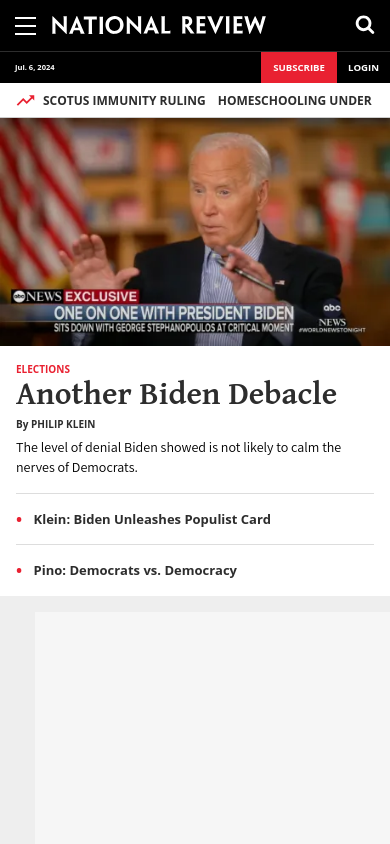 NATIONAL REVIEW
Jul. 6, 2024
SUBSCRIBE
LOGIN
SCOTUS IMMUNITY RULING HOMESCHOOLING UNDER
abc NEWS EXCLUSIVE
ONE ON ONE WITH PRESIDENT BIDEN
SITS DOWN WITH GEORGE STEPHANOPOULOS AT CRITICAL MOMENT
abc
NEWS
#WORLDNEWSTONIGHT
ELECTIONS
Another Biden Debacle
By PHILIP KLEIN
The level of denial Biden showed is not likely to calm the
nerves of Democrats.
• Klein: Biden Unleashes Populist Card
• Pino: Democrats vs. Democracy